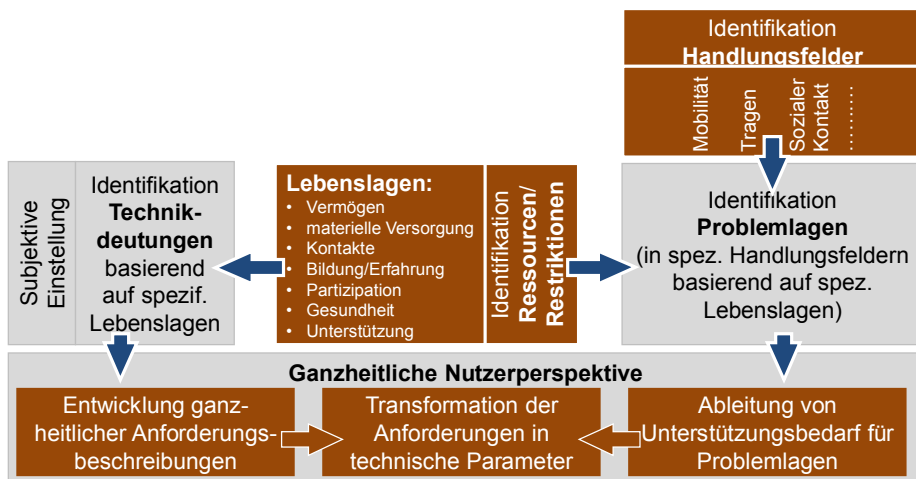 Identifikation
Handlungsfelder
Mobilität
Tragen
Sozialer
Kontakt
..........
Subjektive
Einstellung
Identifikation
Technik-
deutungen
basierend
auf spezif.
Lebenslagen
Lebenslagen:
• Vermögen
• materielle Versorgung
• Kontakte
• Bildung/Erfahrung
• Partizipation
• Gesundheit
• Unterstützung
Identifikation
Ressourcen/
Restriktionen
Identifikation
Problemlagen
(in spez. Handlungsfeldern
basierend auf spez.
Lebenslagen)
Ganzheitliche Nutzerperspektive
Entwicklung ganz-
heitlicher Anforderungs-
beschreibungen
Transformation der
Anforderungen in
technische Parameter
Ableitung von
Unterstützungsbedarf für
Problemlagen